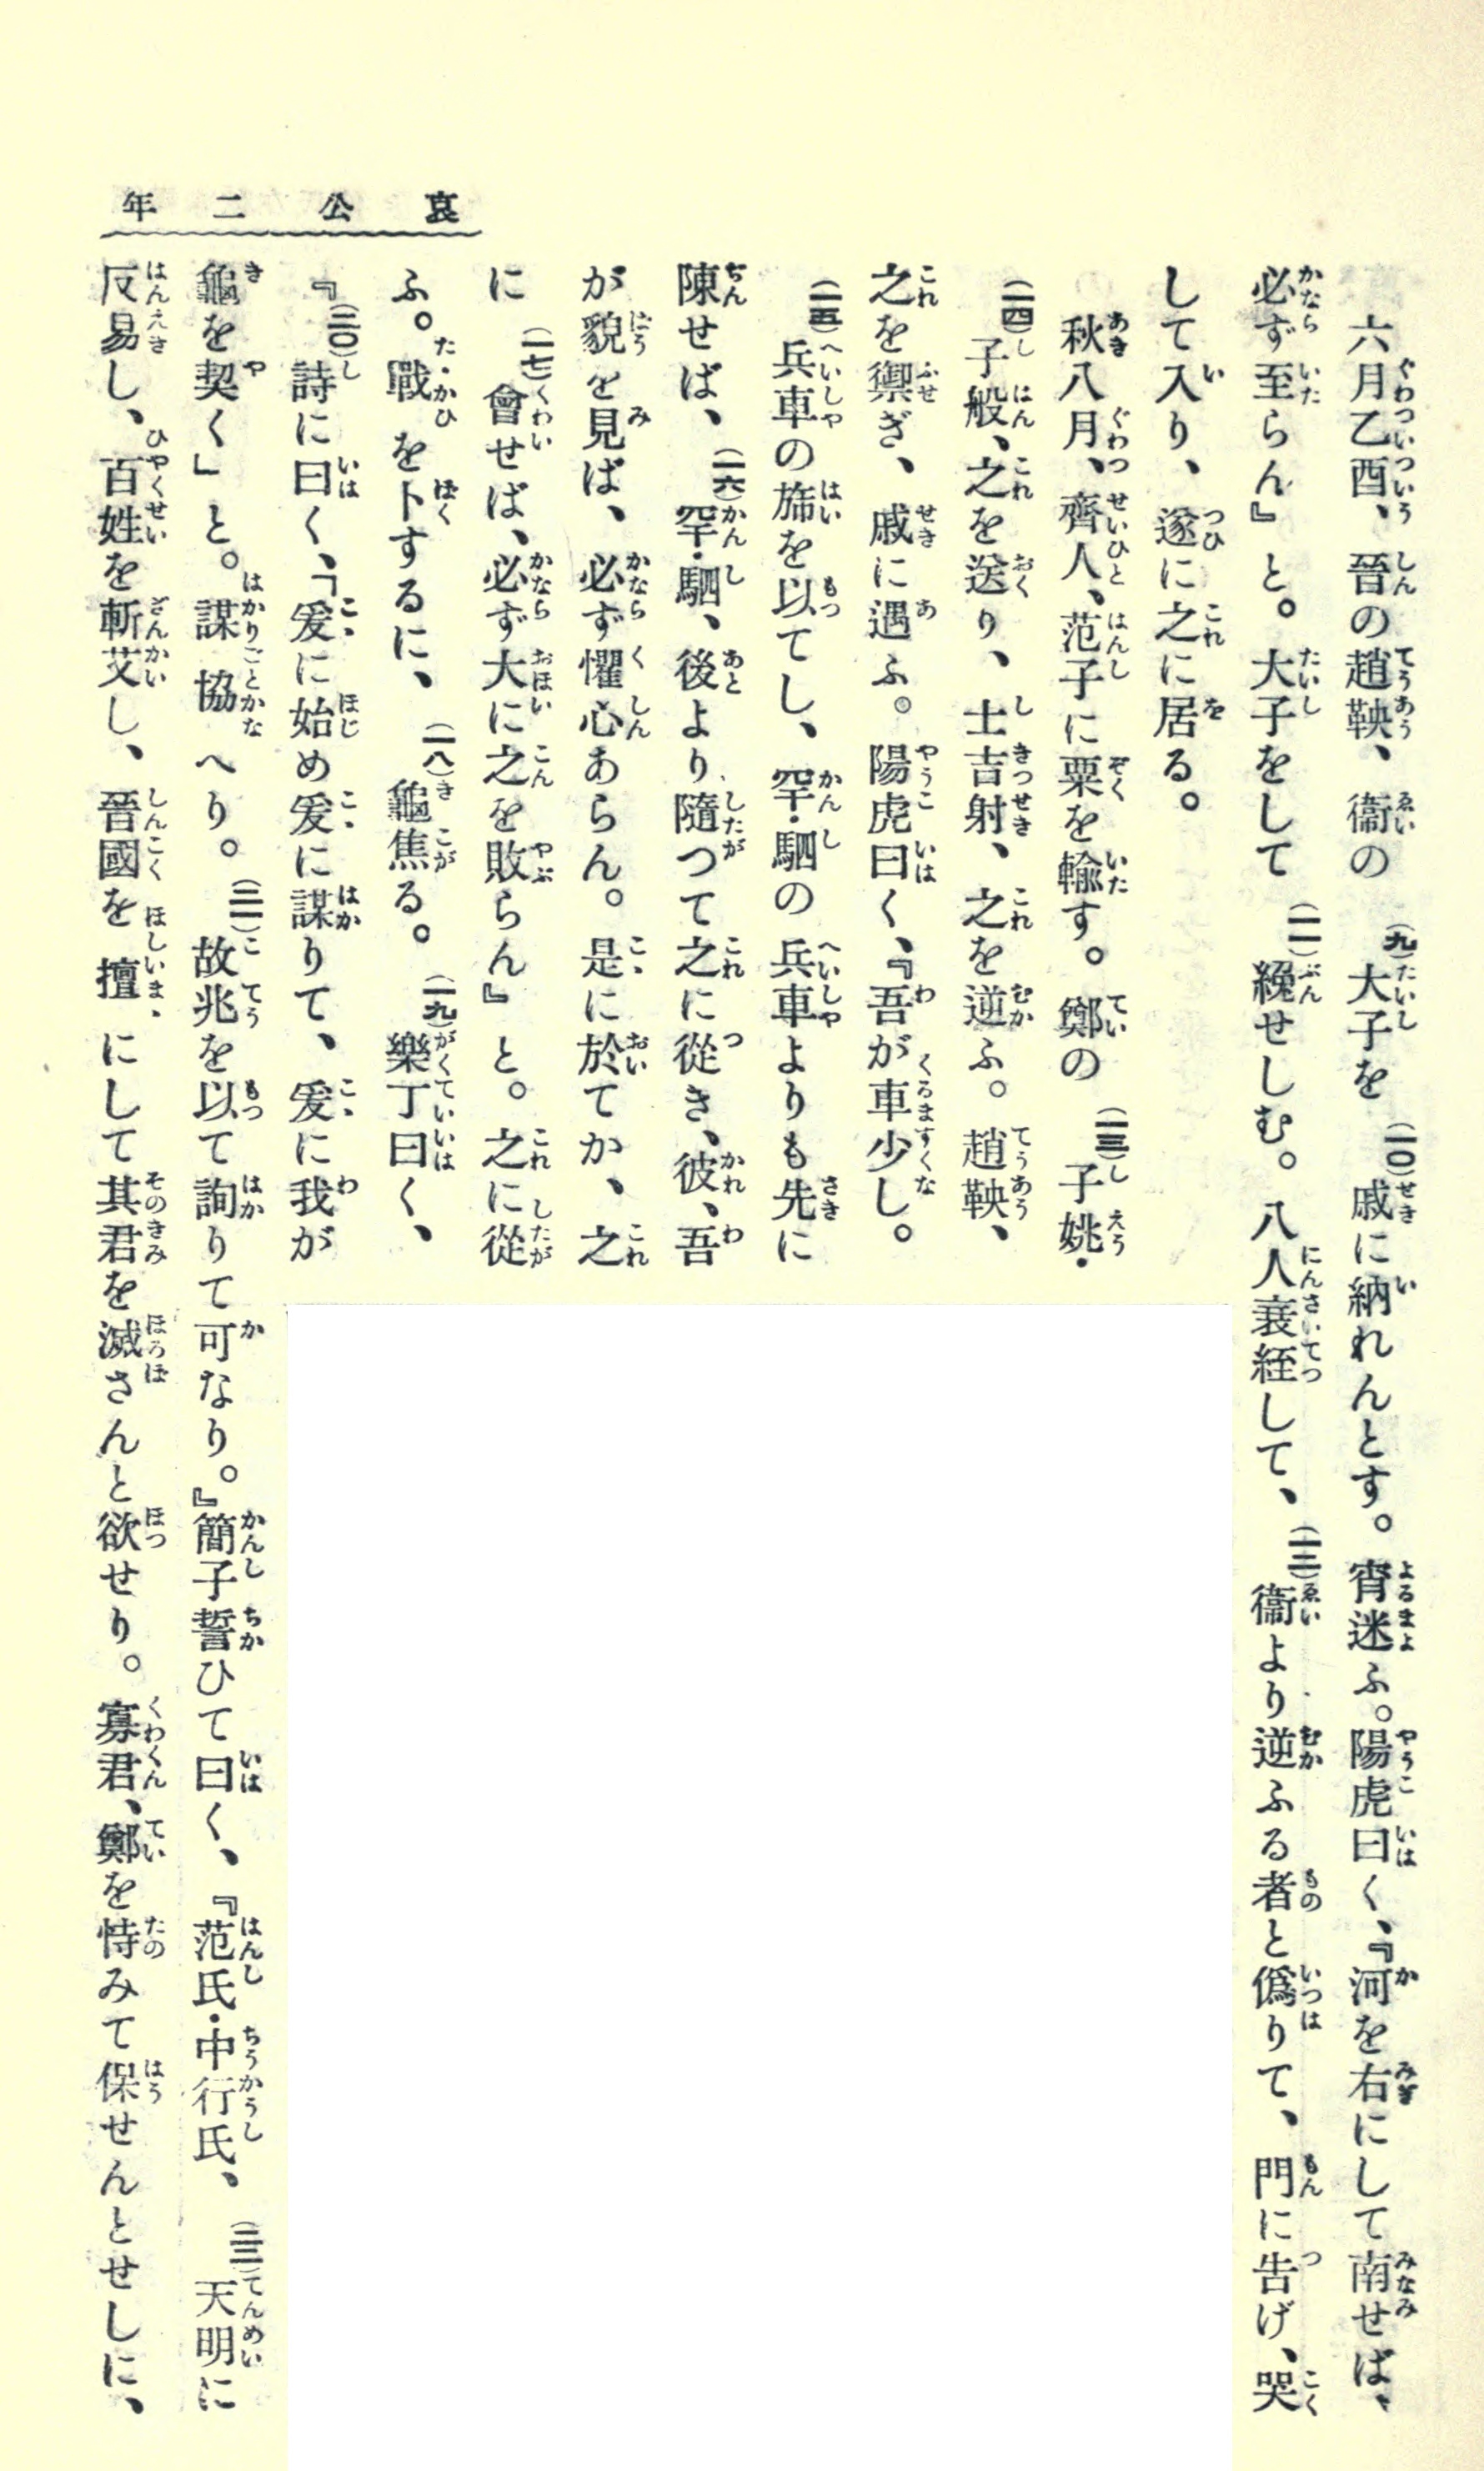 哀公二年
六月乙酉、晉の趙鞅、衞の(九)大子を(一〇)戚に納れんとす。宵迷ふ。陽虎曰く、『河を右にして南せば、
必ず至らん』と。大子をして(一一)絻せしむ。八人衰絰して、(一二)衞より逆ふる者と僞りて、門に告げ、哭
して入り、遂に之に居る。
秋八月、齊人、范子に粟を輸す。鄭の(一三)子姚・
(一四)子般、之を送り、士吉射、之を逆ふ。趙鞅、
之を禦ぎ、戚に遇ふ。陽虎曰く、『吾が車少し。
(一五)兵車の旆を以てし、罕・駟の兵車よりも先に
陳せば、(一六)罕・駟、後より隨つて之に從き、彼、吾
が貌を見ば、必ず懼心あらん。是に於てか、之
に(一七)會せば、必ず大に之を敗らん』と。之に從
ふ。戰を卜するに、(一八)龜焦る。(一九)樂丁曰く、
『(二〇)詩に曰く、「爰に始め爰に謀りて、爰に我が
龜を契く」と。謀協へり。(二一)故兆を以て詢りて可なり。』簡子誓ひて曰く、『范氏・中行氏、(二二)天明に
反易し、百姓を斬艾し、晉國を擅にして其君を滅さんと欲せり。寡君、鄭を恃みて保せんとせしに、